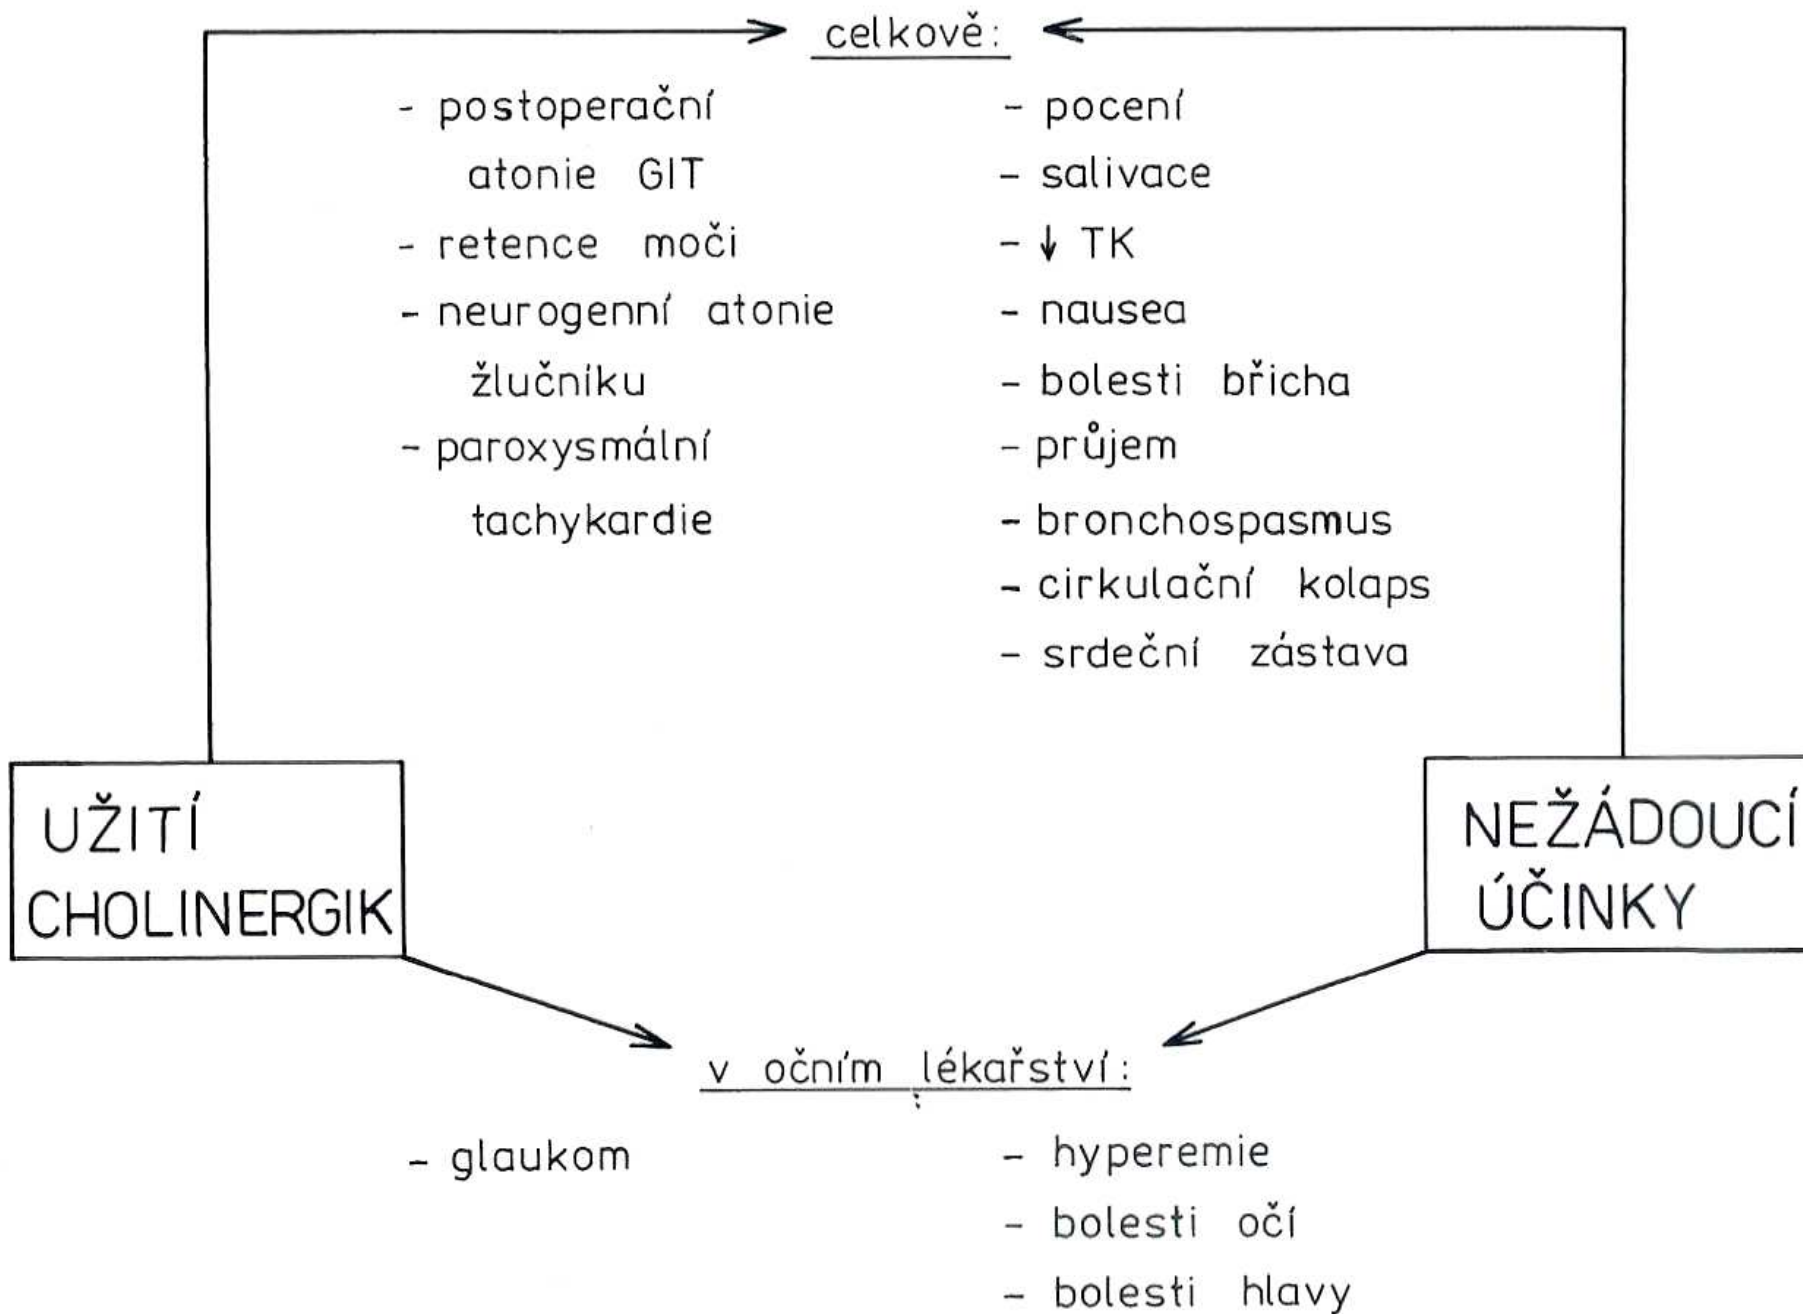 celkově:
- postoperační
atonie GIT
- retence moči
- neurogenní atonie
žlučníku
- paroxysmální
tachykardie
- pocení
- salivace
- ↓ TK
- nausea
- bolesti břicha
- průjem
- bronchospasmus
- cirkulační kolaps
- srdeční zástava
UŽITÍ
CHOLINERGIK
NEŽÁDOUCÍ
ÚČINKY
v očním lékařství:
- glaukom
- hyperemie
- bolesti očí
- bolesti hlavy